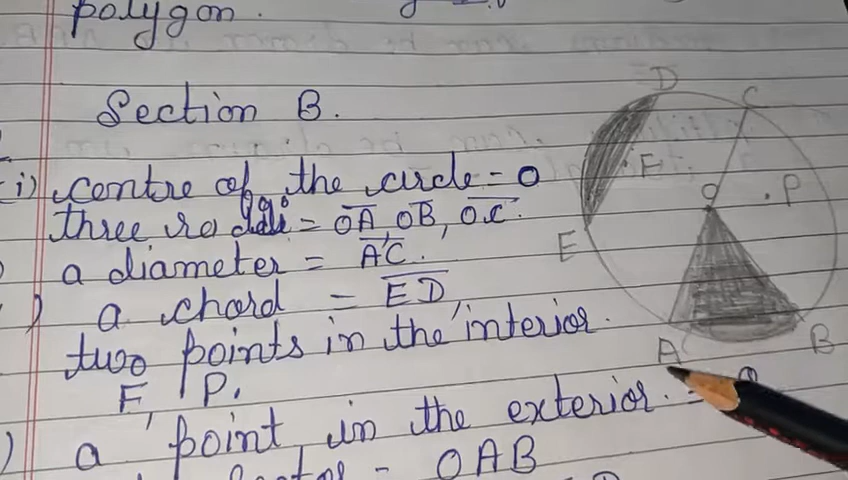 polygon.
Section B.
i) centre of the circle = O
three radii = OA, OB, OC.
a diameter = AC.
) a chord = ED,
two points in the interior.
F, P.
) a point in the exterior. =
= OAB
D
C
F
O
P
E
A
B